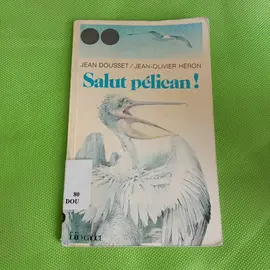 JEAN DOUSSET/JEAN-OLIVIER HÉRON
Salut pélican!
80
DOU